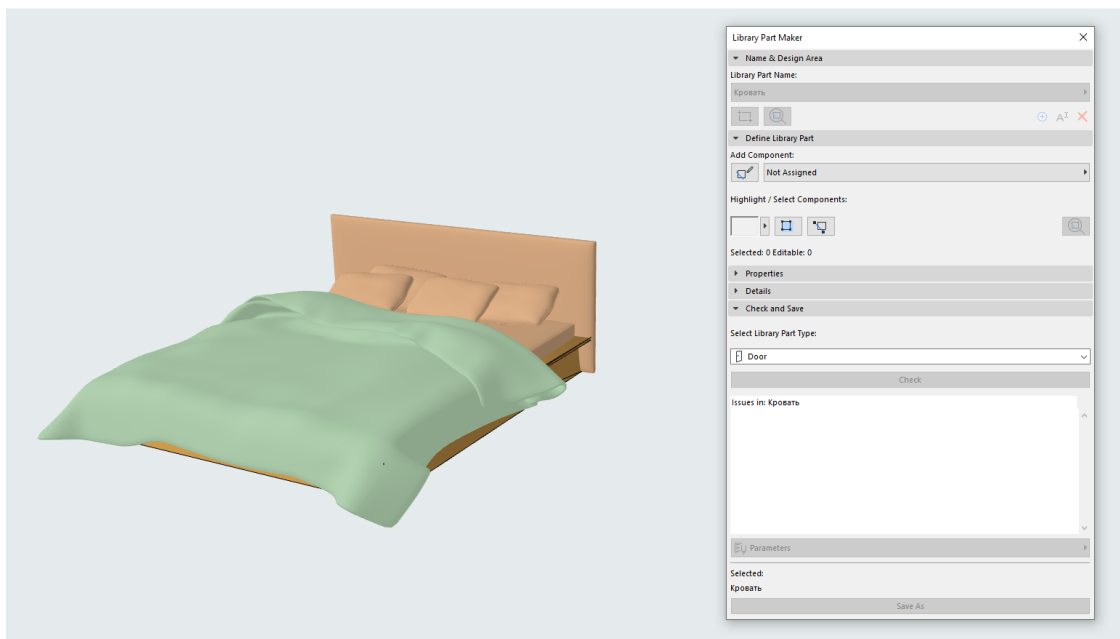 Library Part Maker
Name & Design Area
Library Part Name:
Кровать
Define Library Part
Add Component:
Not Assigned
Highlight / Select Components:
Selected: 0 Editable: 0
Properties
Details
Check and Save
Select Library Part Type:
Door
Check
Issues in: Кровать
Parameters
Selected:
Кровать
Save As